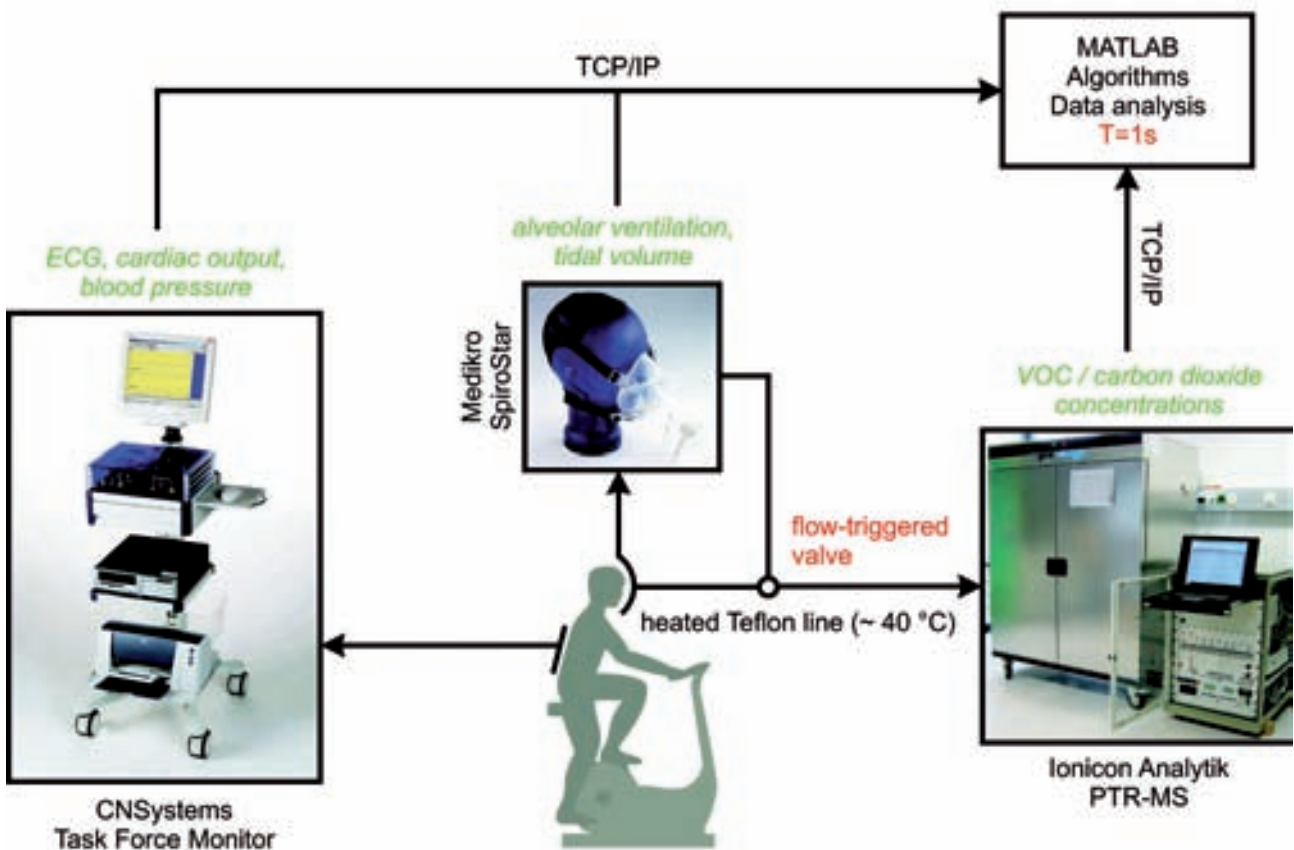 TCP/IP
MATLAB
Algorithms
Data analysis
T=1s
ECG, cardiac output,
blood pressure
alveolar ventilation,
tidal volume
TCP/IP
Medikro
SpiroStar
VOC / carbon dioxide
concentrations
flow-triggered
valve
heated Teflon line (~ 40 °C)
CNSystems
Task Force Monitor
Ionicon Analytik
PTR-MS